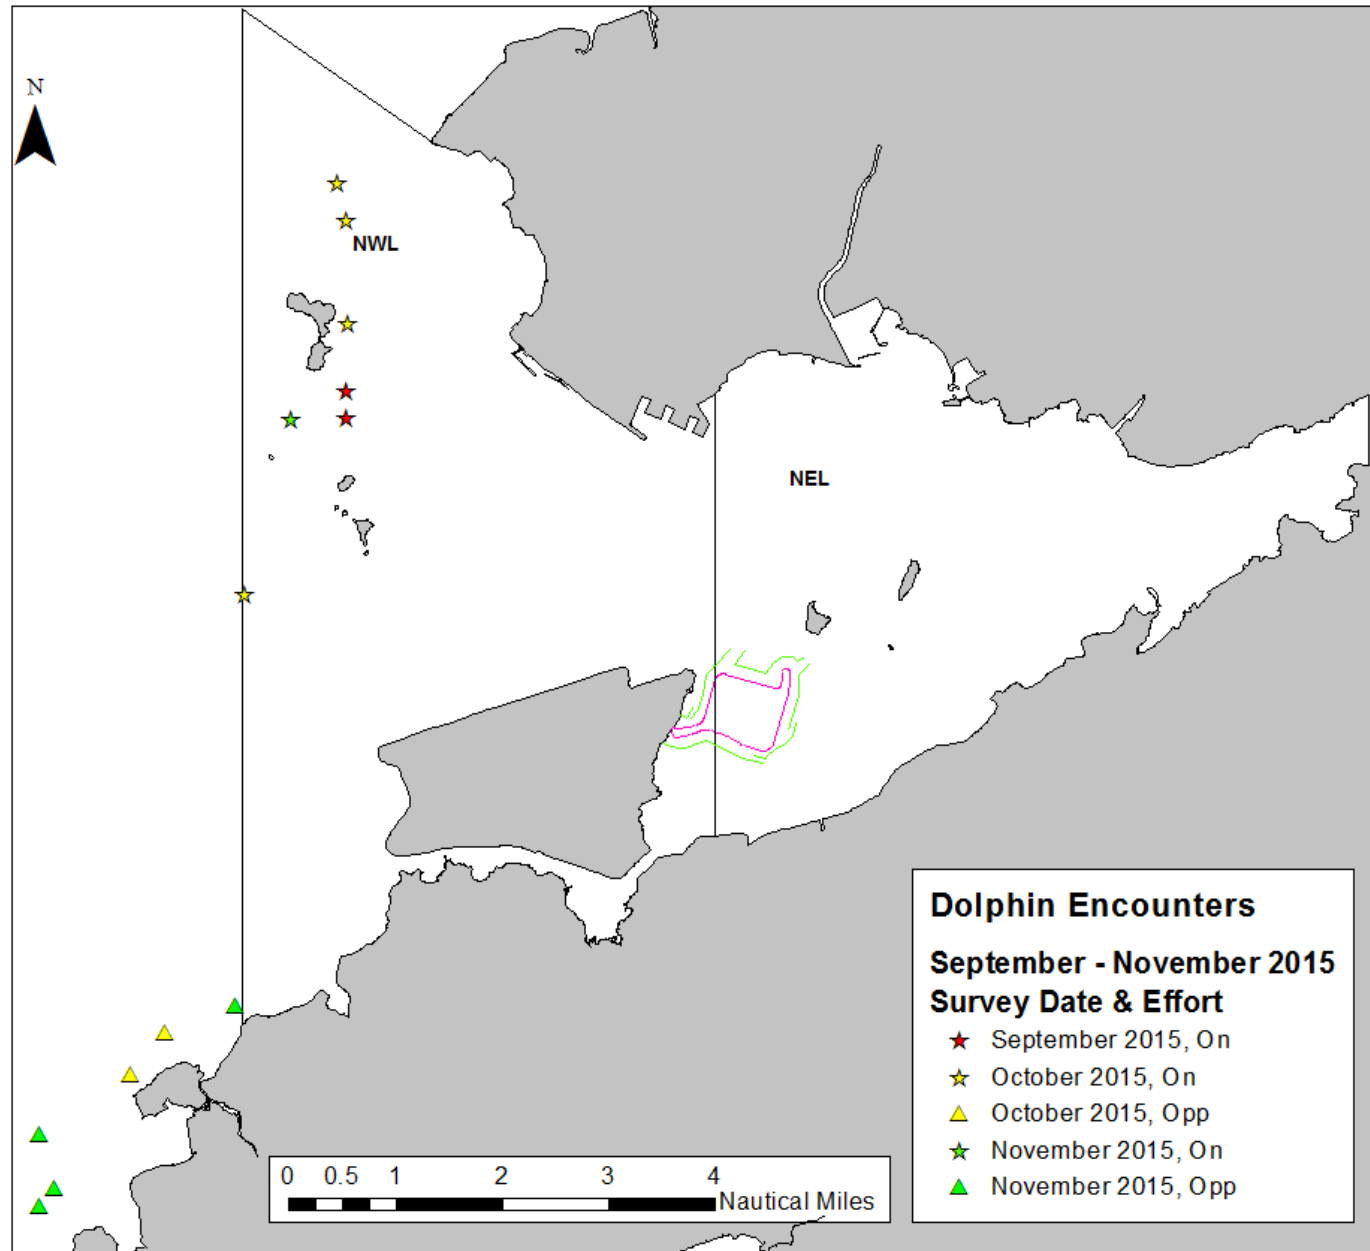 N
NWL
NEL
Dolphin Encounters
September - November 2015
Survey Date & Effort
September 2015, On
October 2015, On
October 2015, Opp
November 2015, On
November 2015, Opp
0 0.5 1 2 3 4
Nautical Miles